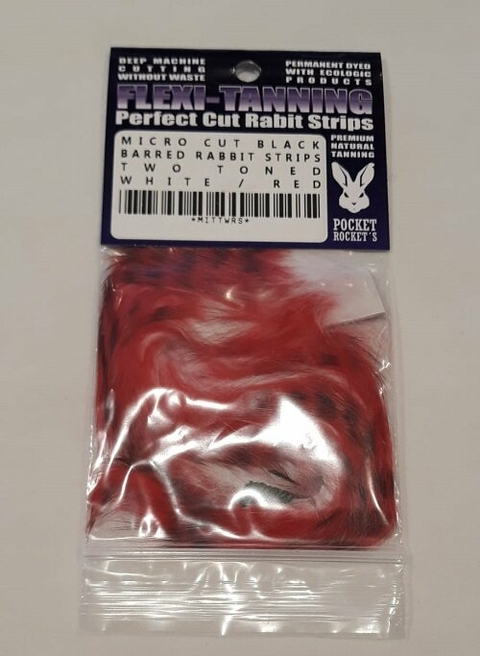 DEEP MACHINE
CUTTING
WITHOUT WASTE
PERMANENT DYED
WITH ECOLOGIC
PRODUCTS
FLEXI-TANNING
Perfect Cut Rabit Strips
MICRO CUT BLACK
BARRED RABBIT STRIPS
TWO TONED
WHITE / RED
*MITTWRS*
PREMIUM
NATURAL
TANNING
POCKET
ROCKET´S